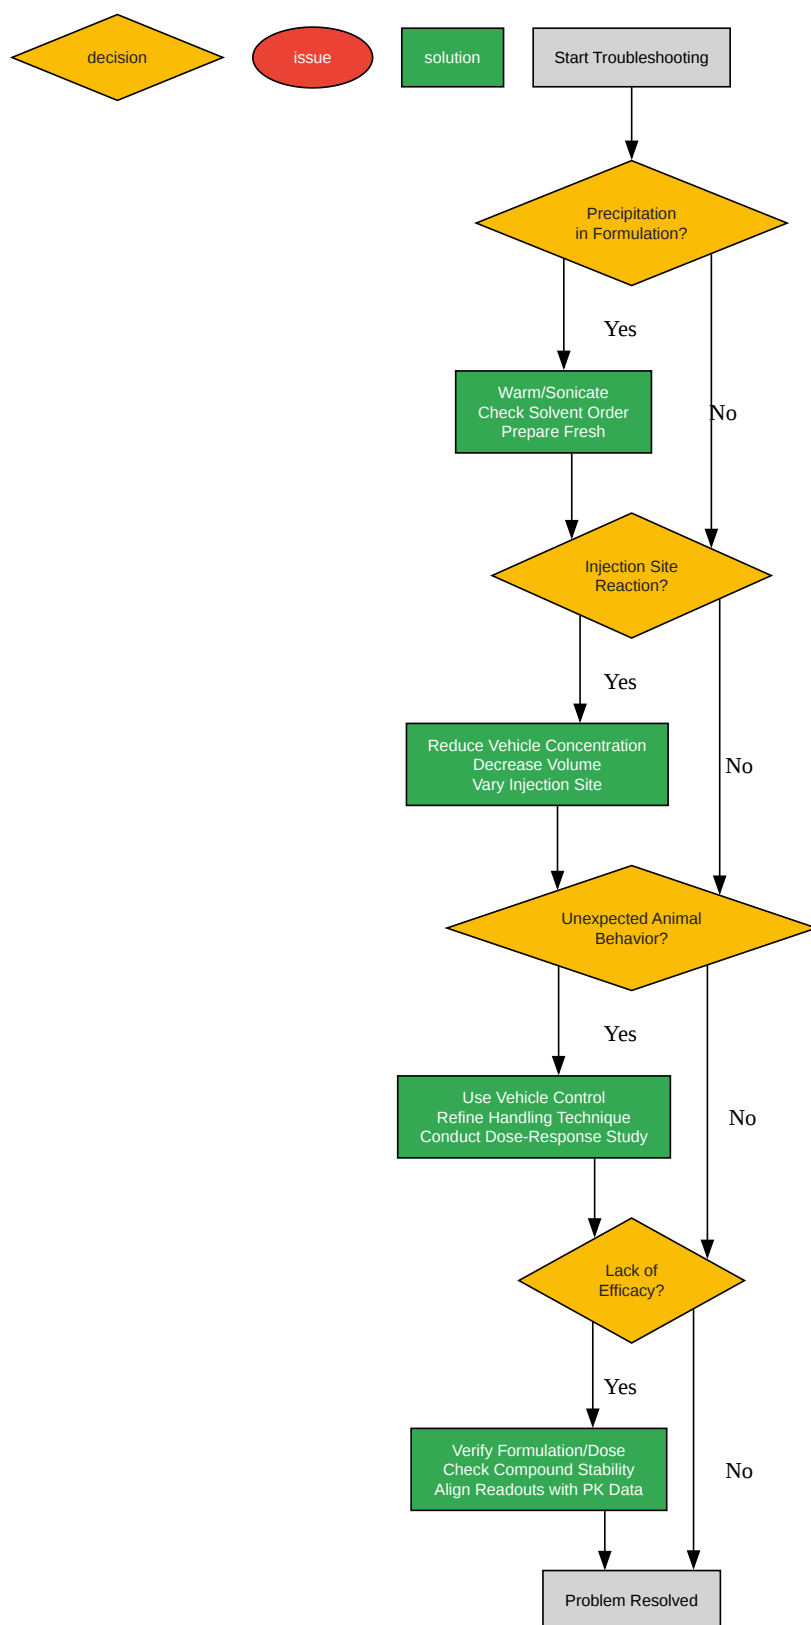 decision
issue
solution
Start Troubleshooting
Precipitation
in Formulation?
Yes
Warm/Sonicate
Check Solvent Order
Prepare Fresh
No
Injection Site
Reaction?
Yes
Reduce Vehicle Concentration
Decrease Volume
Vary Injection Site
No
Unexpected Animal
Behavior?
Yes
Use Vehicle Control
Refine Handling Technique
Conduct Dose-Response Study
No
Lack of
Efficacy?
Yes
Verify Formulation/Dose
Check Compound Stability
Align Readouts with PK Data
No
Problem Resolved